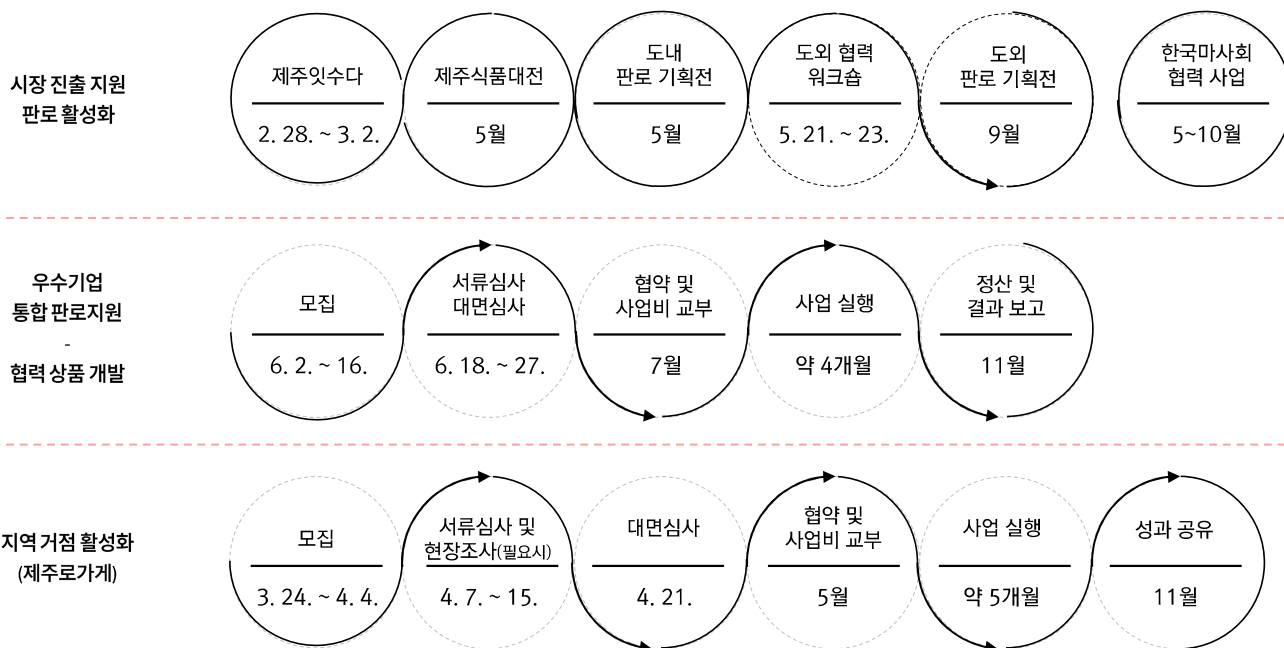 시장 진출 지원
판로 활성화
제주잇수다
2. 28. ~ 3. 2.
제주식품대전
5월
도내
판로 기획전
5월
도외 협력
워크숍
5. 21. ~ 23.
도외
판로 기획전
9월
한국마사회
협력 사업
5~10월
우수기업
통합 판로지원
-
협력 상품 개발
모집
6. 2. ~ 16.
서류심사
대면심사
6. 18. ~ 27.
협약 및
사업비 교부
7월
사업 실행
약 4개월
정산 및
결과 보고
11월
지역 거점 활성화
(제주로가게)
모집
3. 24. ~ 4. 4.
서류심사 및
현장조사(필요시)
4. 7. ~ 15.
대면심사
4. 21.
협약 및
사업비 교부
5월
사업 실행
약 5개월
성과 공유
11월